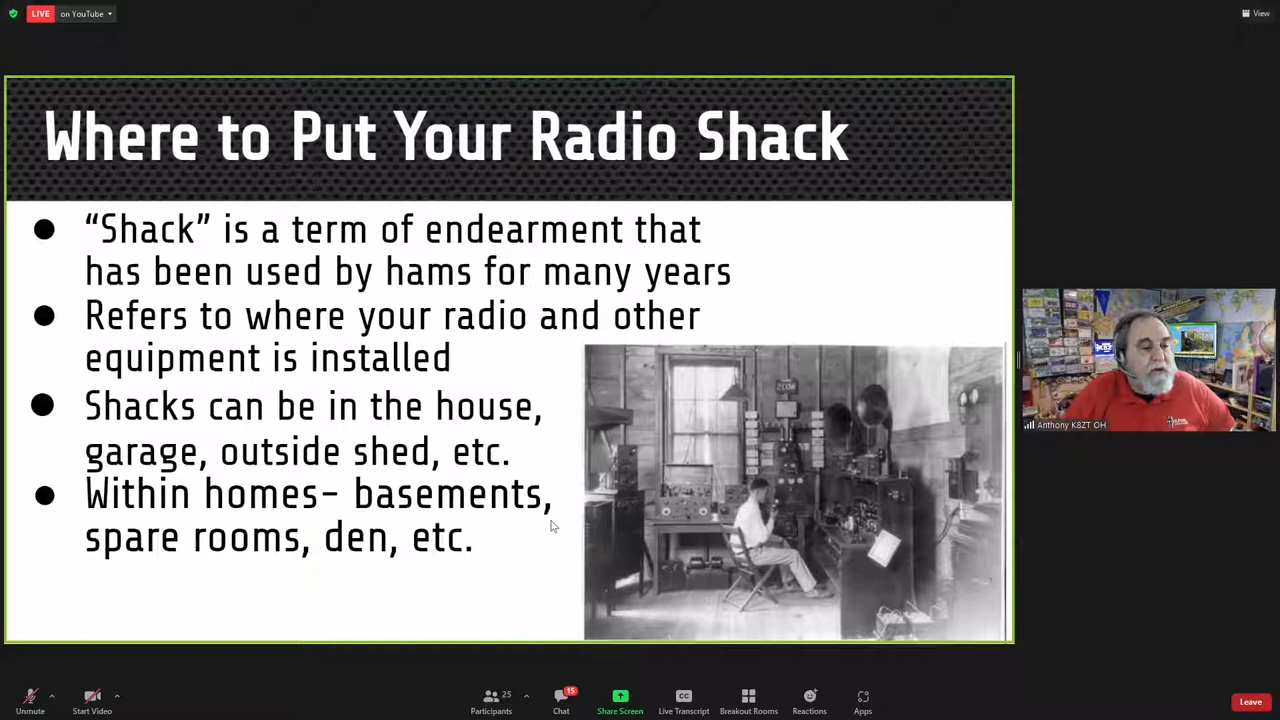 LIVE on YouTube
View
Where to Put Your Radio Shack
● “Shack” is a term of endearment that
has been used by hams for many years
● Refers to where your radio and other
equipment is installed
● Shacks can be in the house,
garage, outside shed, etc.
● Within homes- basements,
spare rooms, den, etc.
Anthony K8ZT OH
Unmute
Start Video
25
Participants
15
Chat
Share Screen
CC
Live Transcript
Breakout Rooms
Reactions
Apps
Leave